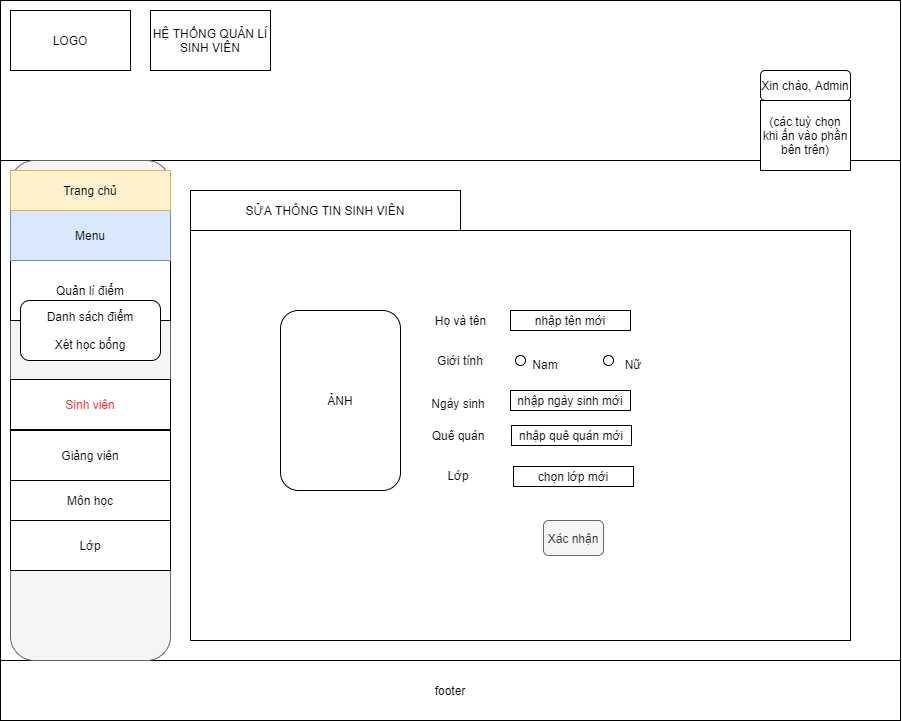 LOGO
HỆ THỐNG QUẢN LÍ
SINH VIÊN
Xin chào, Admin
(các tuỳ chọn
khi ấn vào phần
bên trên)
Trang chủ
Menu
Quản lí điểm
Danh sách điểm
Xét học bổng
Sinh viên
Giảng viên
Môn học
Lớp
SỬA THÔNG TIN SINH VIÊN
ẢNH
Họ và tên
nhập tên mới
Giới tính
Nam
Nữ
Ngày sinh
nhập ngày sinh mới
Quê quán
nhập quê quán mới
Lớp
chọn lớp mới
Xác nhận
footer